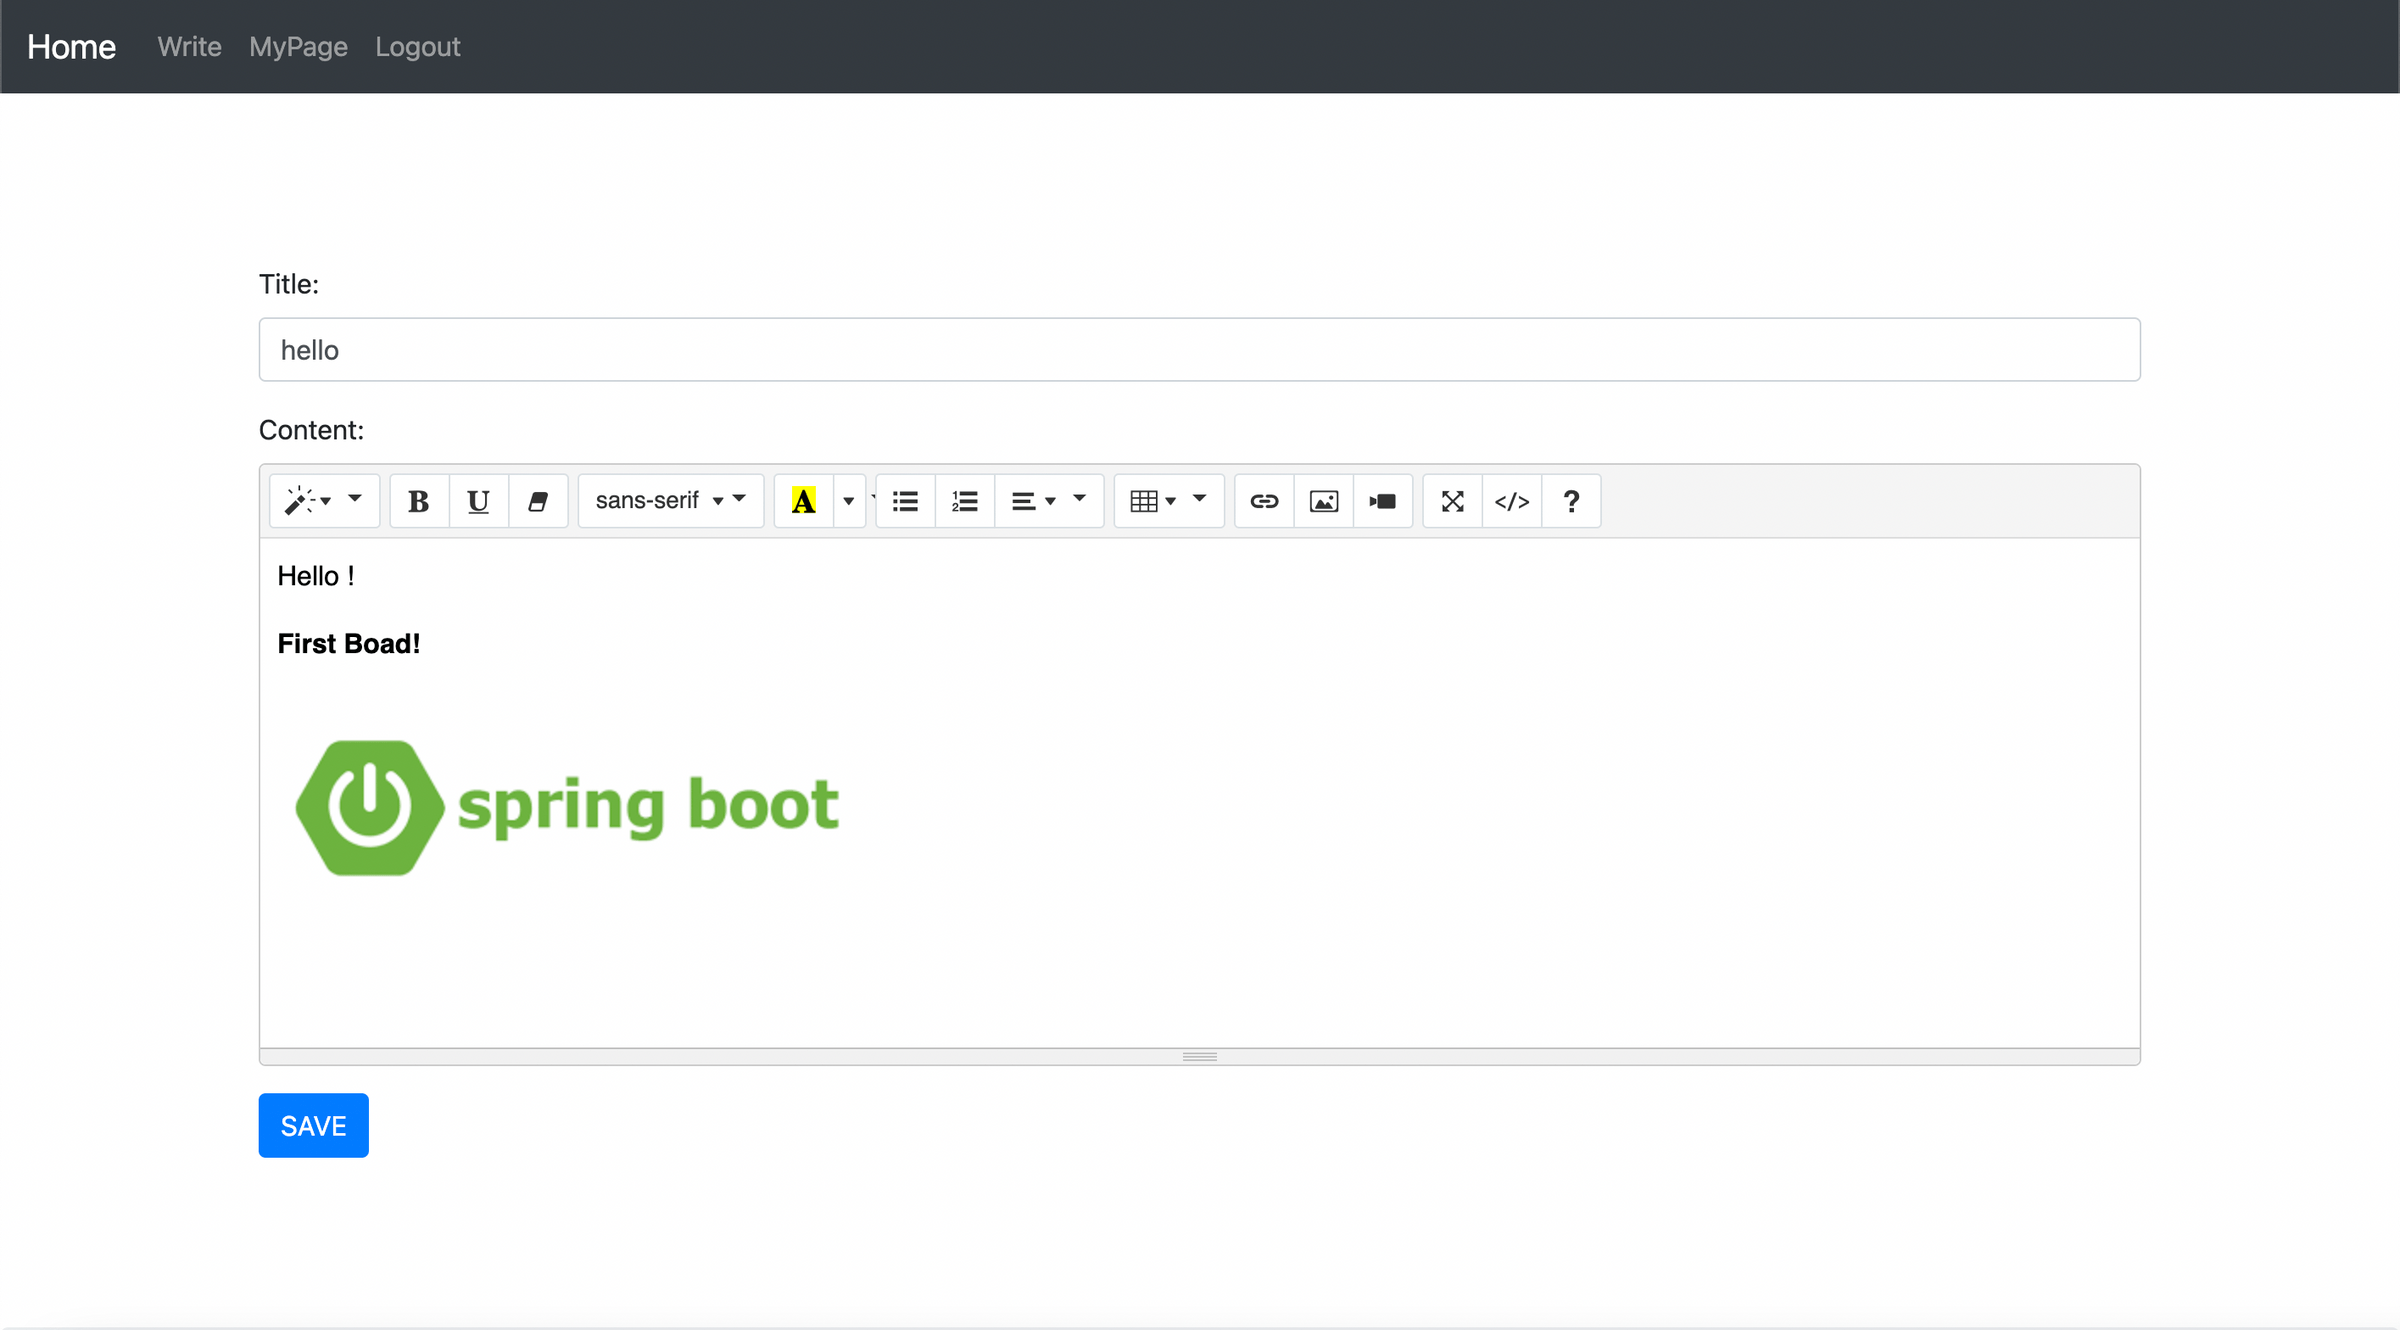 Home Write MyPage Logout
Title:
hello
Content:
B U sans-serif A </> ?
Hello !
First Boad!
spring boot
SAVE